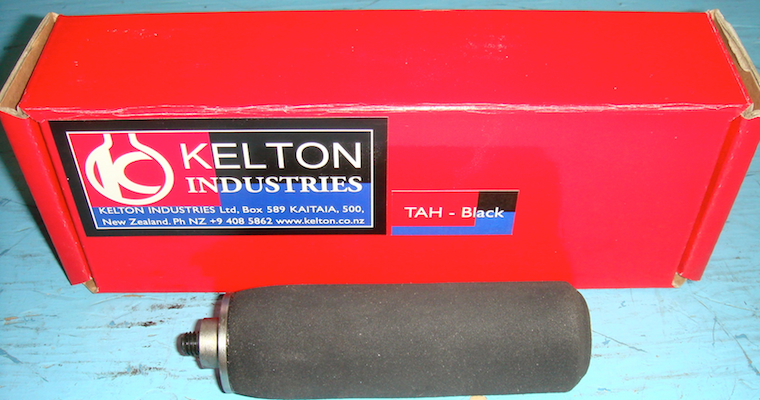 KELTON
INDUSTRIES
KELTON INDUSTRIES Ltd, Box 589 KAITAIA, 500,
New Zealand. Ph NZ +9 408 5862 www.kelton.co.nz
TAH - Black